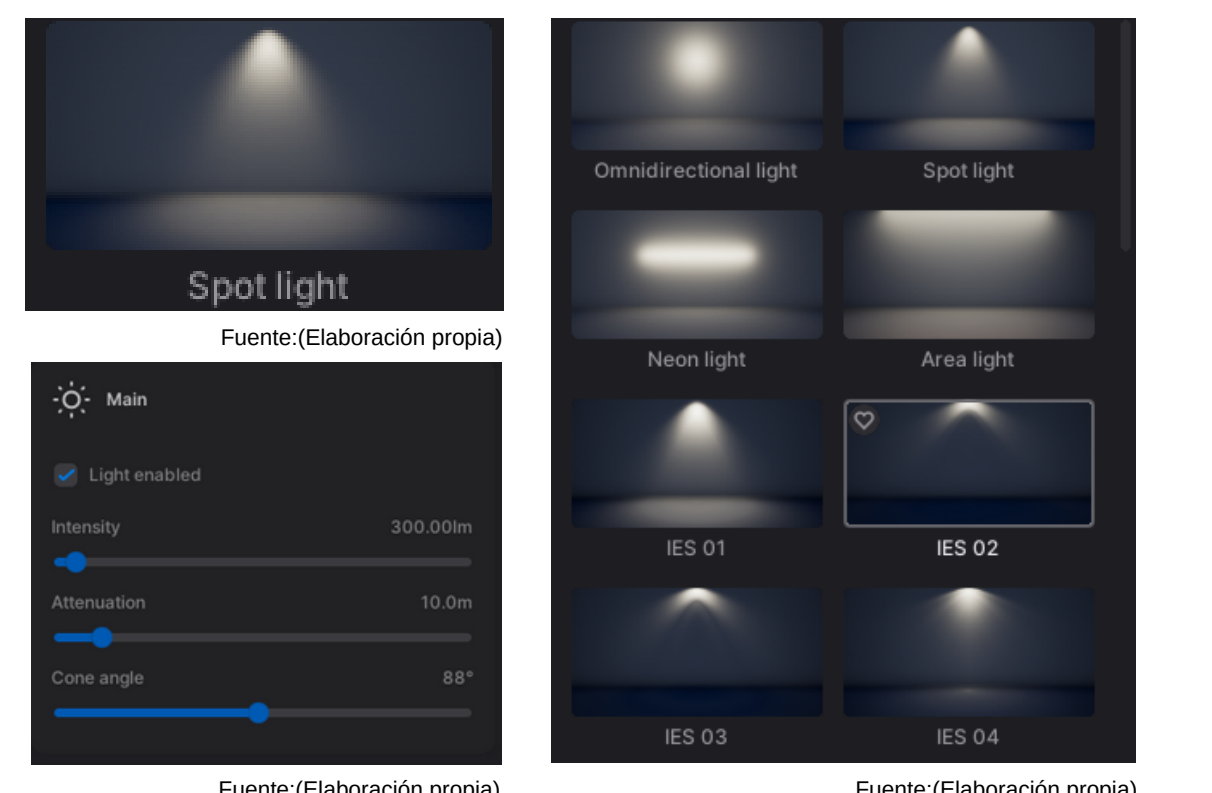 Spot light
Fuente:(Elaboración propia)
Main
Light enabled
Intensity 300.00lm
Attenuation 10.0m
Cone angle 88°
Fuente:(Elaboración propia)
Omnidirectional light
Spot light
Neon light
Area light
IES 01
IES 02
IES 03
IES 04
Fuente:(Elaboración propia)